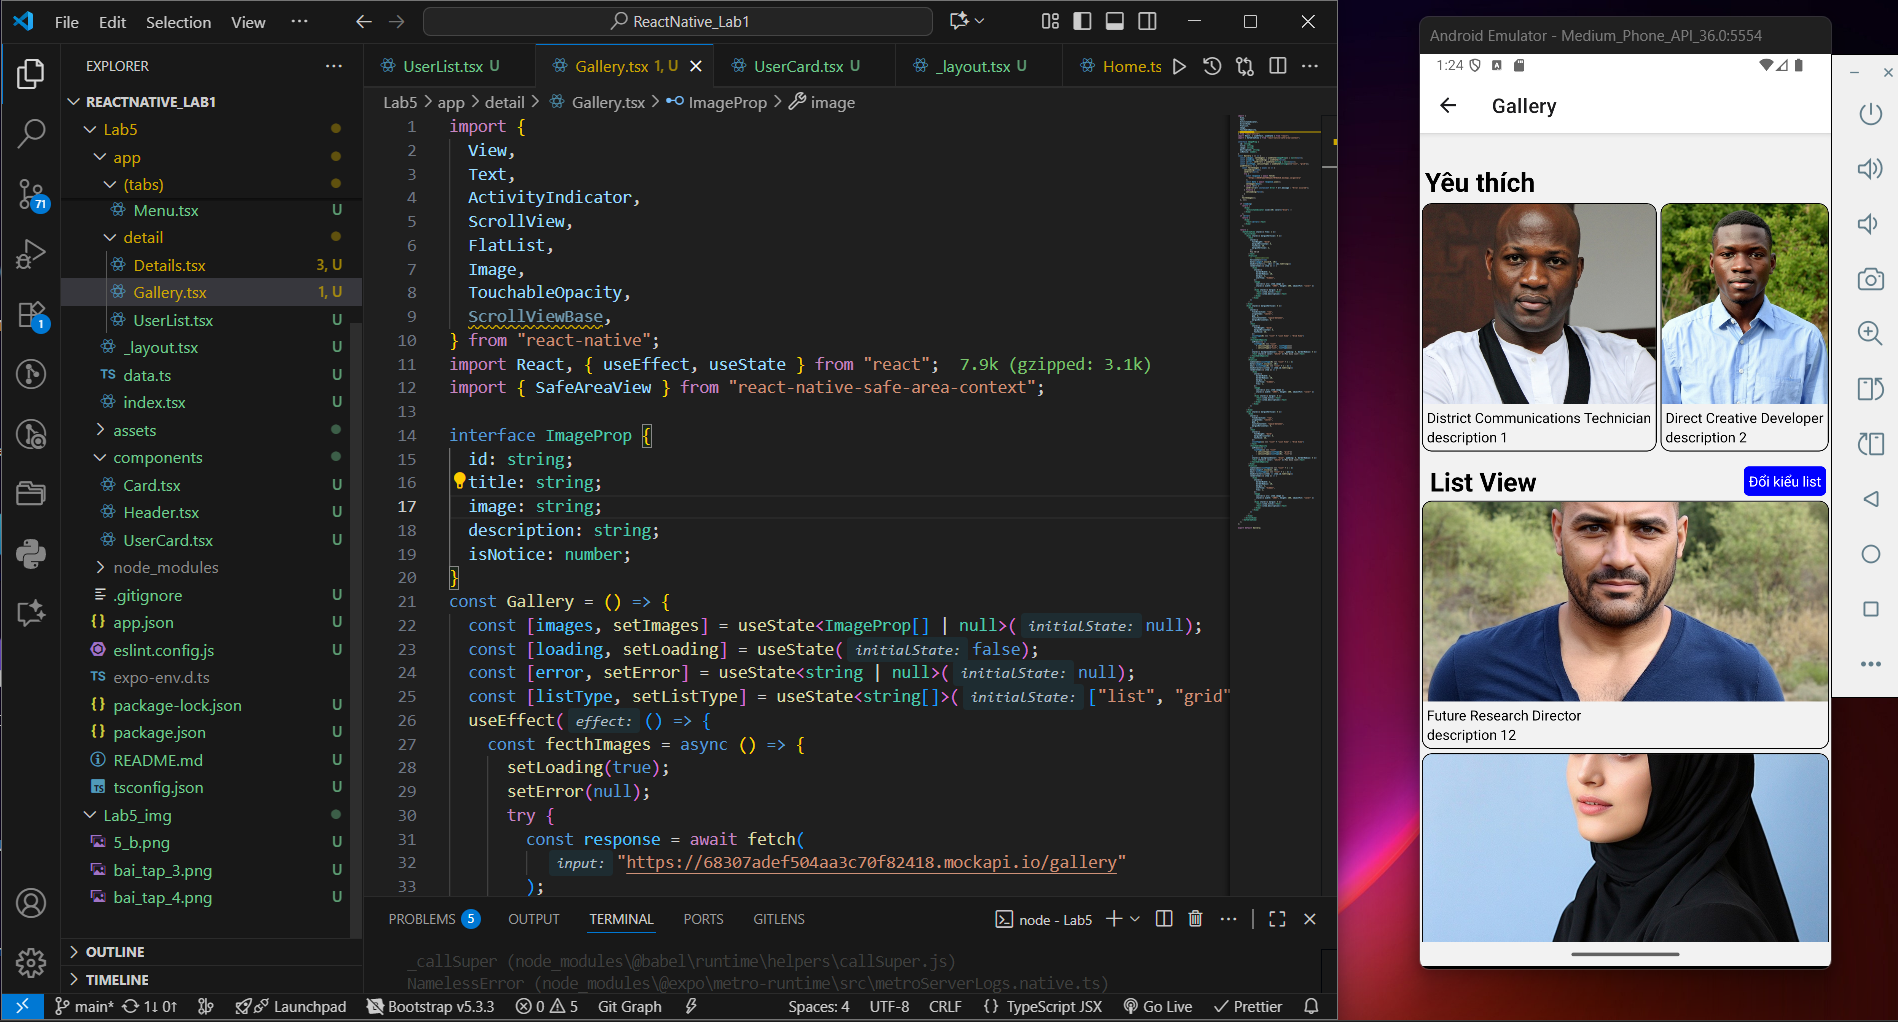 File Edit Selection View ···
ReactNative_Lab1
EXPLORER
REACTNATIVE_LAB1
Lab5
app
(tabs)
Menu.tsx U
detail
Details.tsx 3, U
Gallery.tsx 1, U
UserList.tsx U
_layout.tsx U
TS data.ts U
index.tsx U
assets
components
Card.tsx U
Header.tsx U
UserCard.tsx U
node_modules
.gitignore U
{} app.json U
eslint.config.js U
TS expo-env.d.ts
{} package-lock.json U
{} package.json U
README.md U
tsconfig.json U
Lab5_img
5_b.png U
bai_tap_3.png U
bai_tap_4.png U
OUTLINE
TIMELINE
71
1
UserList.tsx U
Gallery.tsx 1, U
UserCard.tsx U
_layout.tsx U
Home.ts
Lab5 > app > detail > Gallery.tsx > ImageProp > image
1 import {
2 View,
3 Text,
4 ActivityIndicator,
5 ScrollView,
6 FlatList,
7 Image,
8 TouchableOpacity,
9 ScrollViewBase,
10 } from "react-native";
11 import React, { useEffect, useState } from "react"; 7.9k (gzipped: 3.1k)
12 import { SafeAreaView } from "react-native-safe-area-context";
13
14 interface ImageProp {
15 id: string;
16 title: string;
17 image: string;
18 description: string;
19 isNotice: number;
20 }
21 const Gallery = () => {
22 const [images, setImages] = useState<ImageProp[] | null>( initialState: null);
23 const [loading, setLoading] = useState( initialState: false);
24 const [error, setError] = useState<string | null>( initialState: null);
25 const [listType, setListType] = useState<string[]>( initialState: ["list", "grid"
26 useEffect( effect: () => {
27 const fecthImages = async () => {
28 setLoading(true);
29 setError(null);
30 try {
31 const response = await fetch(
32 input: "https://68307adef504aa3c70f82418.mockapi.io/gallery"
33 );
PROBLEMS 5 OUTPUT TERMINAL PORTS GITLENS
node - Lab5
_callSuper (node_modules\@babel\runtime\helpers\callSuper.js)
NamelessError (node_modules\@expo\metro-runtime\src\metroServerLogs.native.ts)
main* 1↓ 0↑ Launchpad Bootstrap v5.3.3 0 5 Git Graph Spaces: 4 UTF-8 CRLF {} TypeScript JSX Go Live Prettier
Android Emulator - Medium_Phone_API_36.0:5554
1:24
Gallery
Yêu thích
District Communications Technician
description 1
Direct Creative Developer
description 2
List View
Đổi kiểu list
Future Research Director
description 12